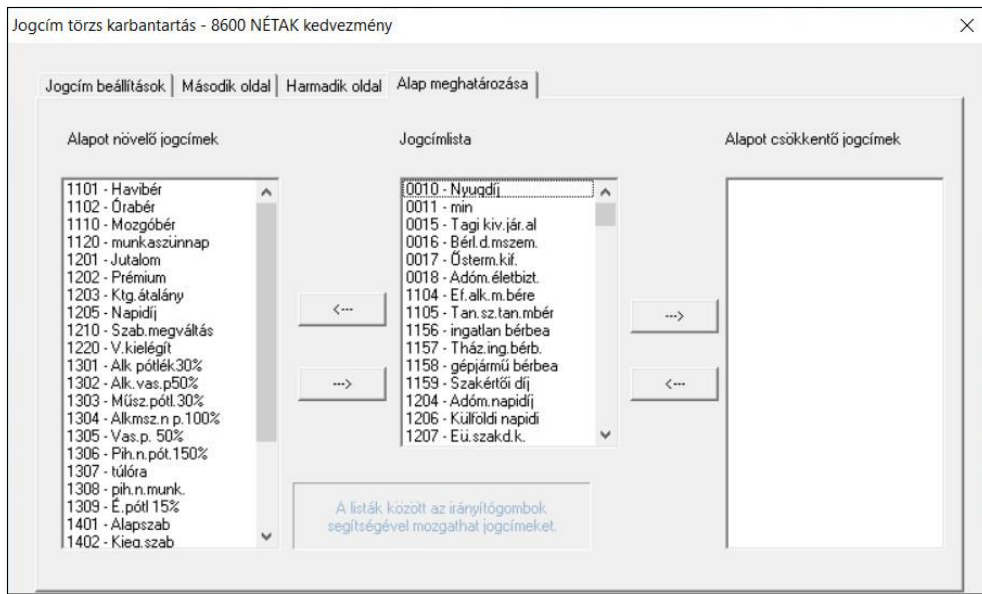 Jogcím törzs karbantartás - 8600 NÉTAK kedvezmény
Jogcím beállítások
Második oldal
Harmadik oldal
Alap meghatározása
Alapot növelő jogcímek
1101 - Havibér
1102 - Órabér
1110 - Mozgóbér
1120 - munkaszünnap
1201 - Jutalom
1202 - Prémium
1203 - Ktg.átalány
1205 - Napidíj
1210 - Szab.megváltás
1220 - V.kielégít
1301 - Alk pótlék30%
1302 - Alk.vas.p50%
1303 - Műsz.pótl.30%
1304 - Alkmsz.n p.100%
1305 - Vas.p. 50%
1306 - Pih.n.pót.150%
1307 - túlóra
1308 - pih.n.munk.
1309 - É.pótl 15%
1401 - Alapszab
1402 - Kieg.szab
<---
--->
Jogcímlista
0010 - Nyugdíj
0011 - min
0015 - Tagi kiv.jár.al
0016 - Bérl.d.mszem.
0017 -Ősterm.kif.
0018 - Adóm.életbizt.
1104 - Ef.alk.m.bére
1105 - Tan.sz.tan.mbér
1156 - ingatlan bérbea
1157 - Tház.ing.bérb.
1158 - gépjármű bérbea
1159 - Szakértői díj
1204 - Adóm.napidíj
1206 - Külföldi napidi
1207 - Eü.szakd.k.
A listák között az irányítógombok
segítségével mozgathat jogcímeket.
--->
<---
Alapot csökkentő jogcímek